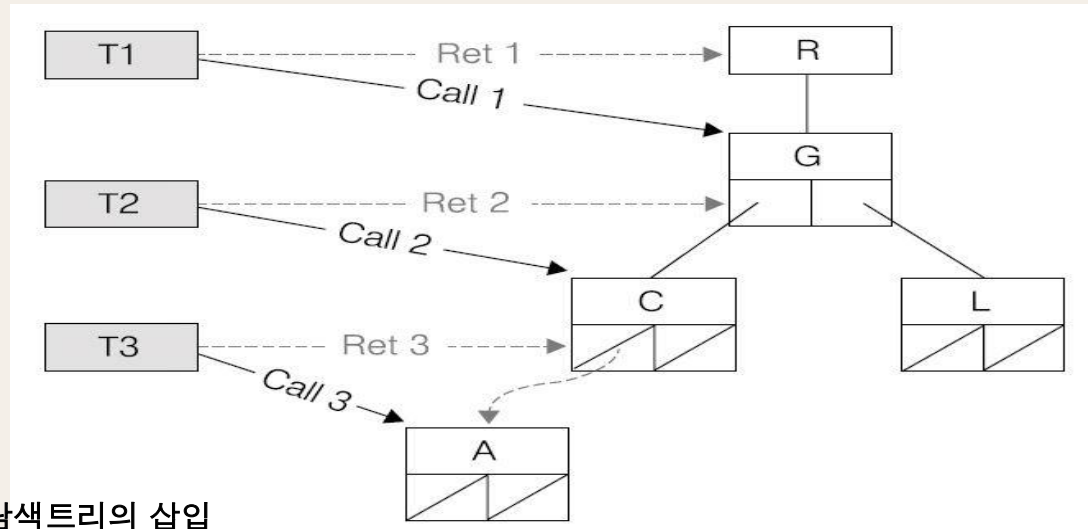 T1
Ret 1
R
Call 1
G
T2
Ret 2
Call 2
C
L
T3
Ret 3
Call 3
A
색트리의 삽입